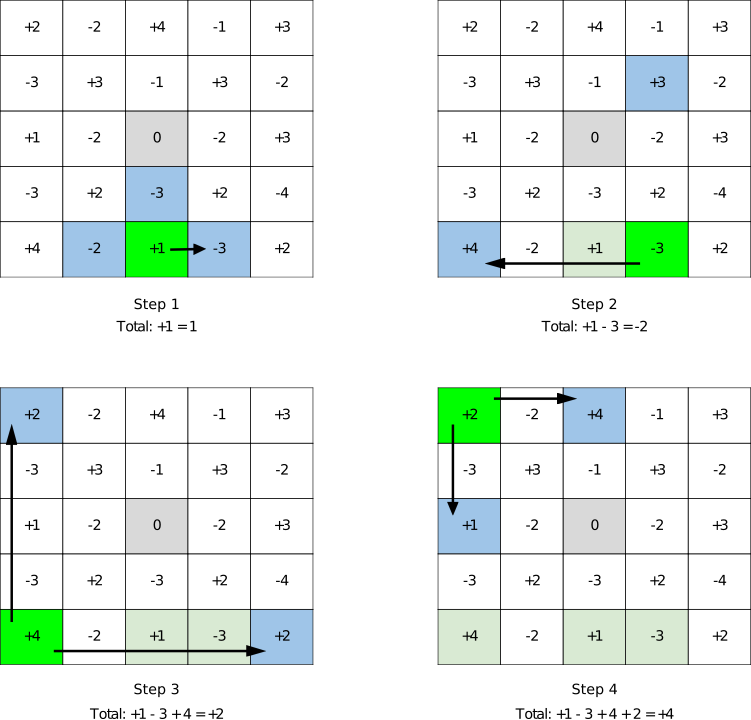 +2 -2 +4 -1 +3
-3 +3 -1 +3 -2
+1 -2 0 -2 +3
-3 +2 -3 +2 -4
+4 -2 +1 -3 +2
Step 1
Total: +1 = 1
+2 -2 +4 -1 +3
-3 +3 -1 +3 -2
+1 -2 0 -2 +3
-3 +2 -3 +2 -4
+4 -2 +1 -3 +2
Step 2
Total: +1 - 3 = -2
+2 -2 +4 -1 +3
-3 +3 -1 +3 -2
+1 -2 0 -2 +3
-3 +2 -3 +2 -4
+4 -2 +1 -3 +2
Step 3
Total: +1 - 3 + 4 = +2
+2 -2 +4 -1 +3
-3 +3 -1 +3 -2
+1 -2 0 -2 +3
-3 +2 -3 +2 -4
+4 -2 +1 -3 +2
Step 4
Total: +1 - 3 + 4 + 2 = +4